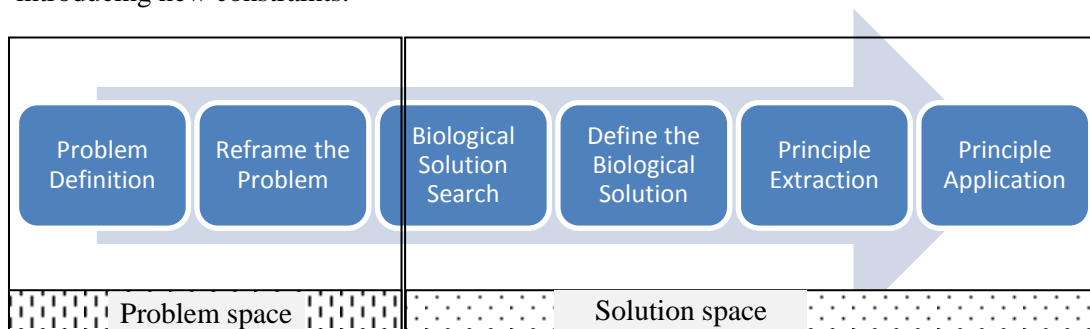 introducing new constraints.
Problem
Definition
Reframe the
Problem
Biological
Solution
Search
Define the
Biological
Solution
Principle
Extraction
Principle
Application
Problem space
Solution space